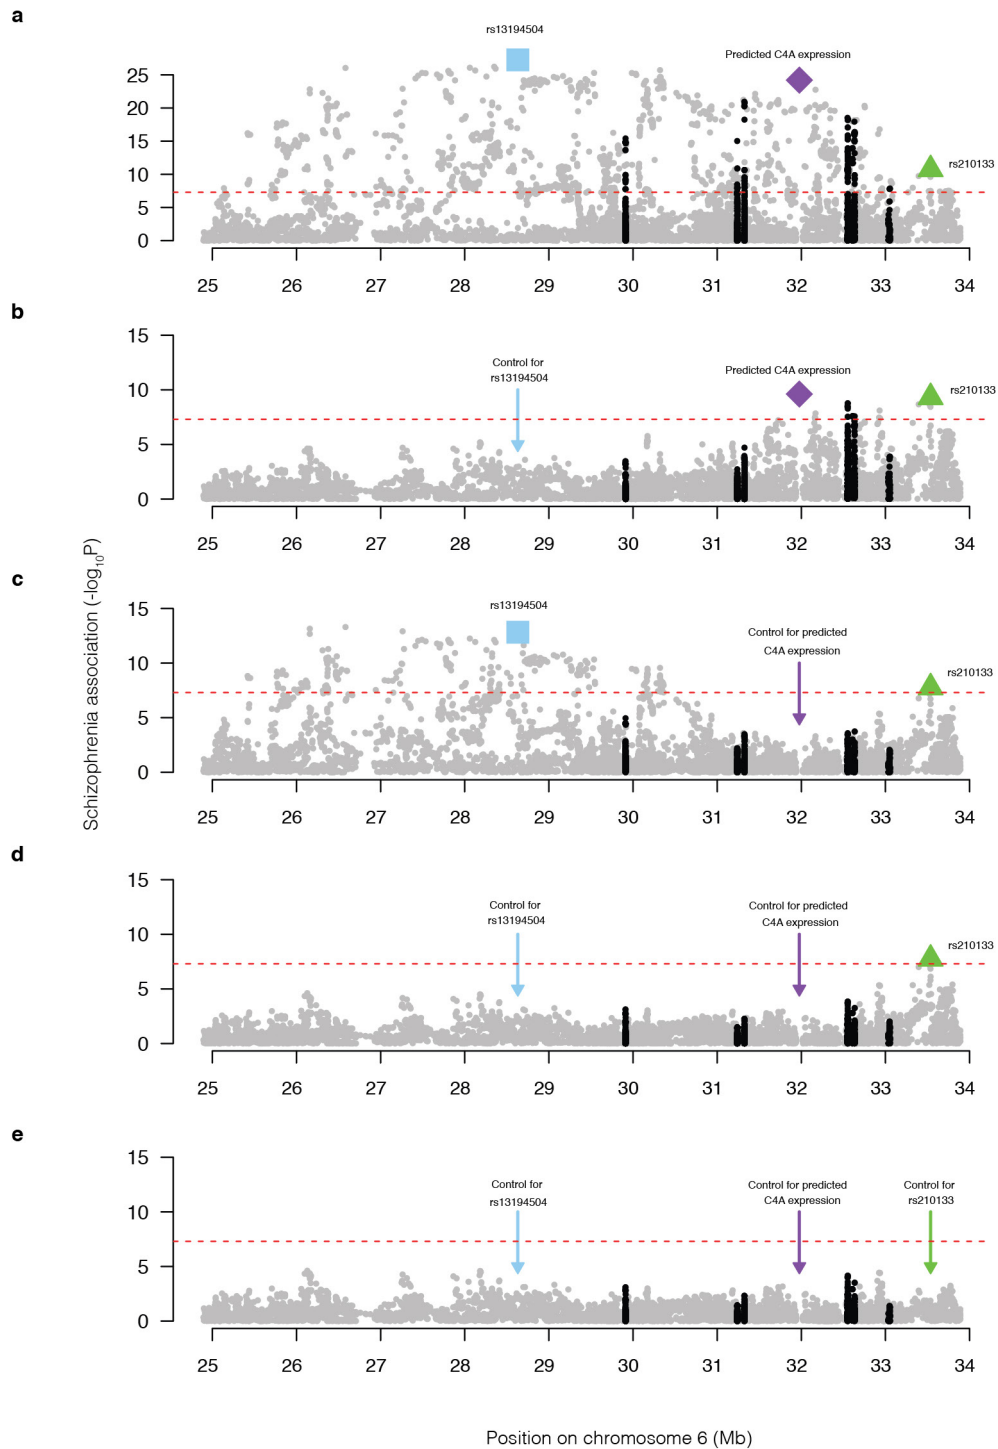 a
rs13194504
Predicted C4A expression
rs210133
25
20
15
10
5
0
25 26 27 28 29 30 31 32 33 34
b
Control for
rs13194504
Predicted C4A expression
rs210133
15
10
5
0
25 26 27 28 29 30 31 32 33 34
Schizophrenia association (-log10P)
c
rs13194504
Control for predicted
C4A expression
rs210133
15
10
5
0
25 26 27 28 29 30 31 32 33 34
d
Control for
rs13194504
Control for predicted
C4A expression
rs210133
15
10
5
0
25 26 27 28 29 30 31 32 33 34
e
Control for
rs13194504
Control for predicted
C4A expression
Control for
rs210133
15
10
5
0
25 26 27 28 29 30 31 32 33 34
Position on chromosome 6 (Mb)